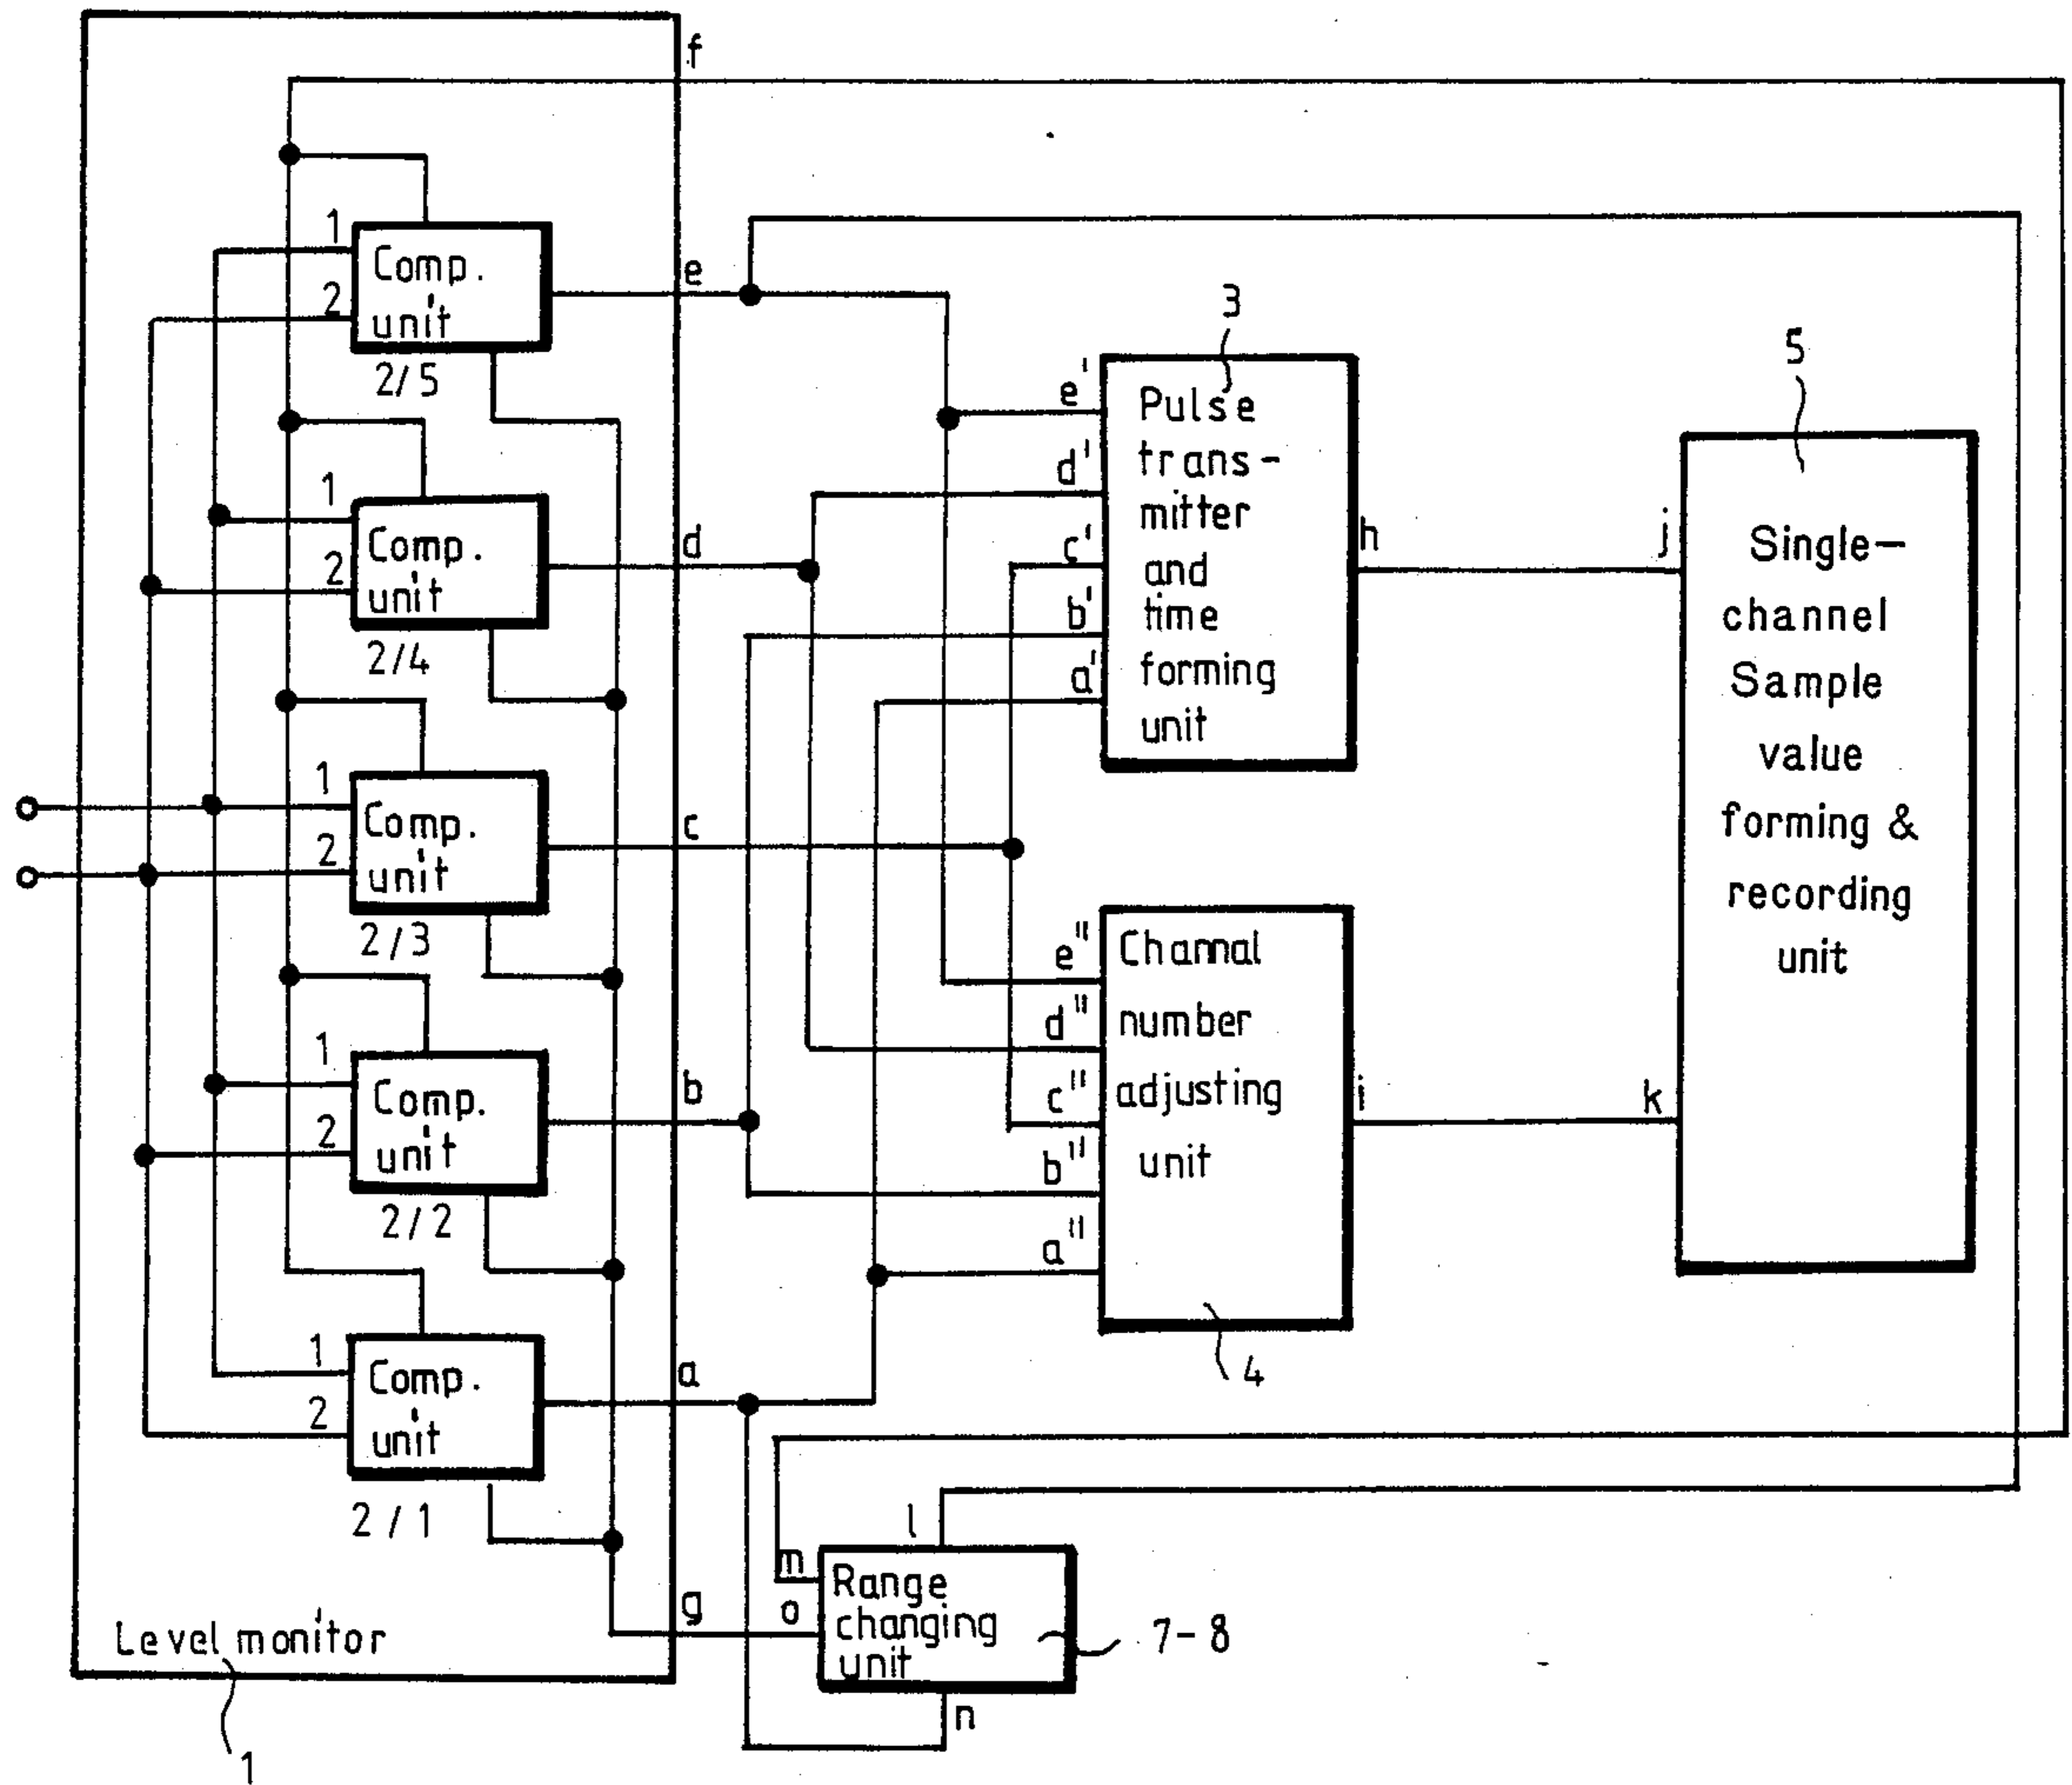 f
1
2
Comp.
unit
2/5
e
1
2
Comp.
unit
2/4
d
1
2
Comp.
unit
2/3
c
1
2
Comp.
unit
2/2
b
1
2
Comp.
unit
2/1
a
g
Level monitor
1
3
e'
d'
c'
b'
a'
Pulse
trans-
mitter
and
time
forming
unit
h
e"
d"
c"
b"
a"
Channal
number
adjusting
unit
i
4
5
j
k
Single-
channel
Sample
value
forming &
recording
unit
l
m
o
n
Range
changing
unit
7-8